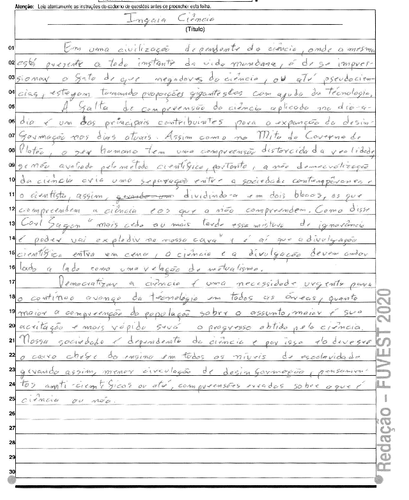 Atenção: Leia atentamente as instruções do caderno de questões antes de preencher esta folha.
Ingrata Ciência
(Título)
01 Em uma civilização dependente da ciência, onde a mesma
02 está presente a todo instante da vida mundana, é de se impres-
03 sionar o fato de que negadores da ciência, ou até pseudocien-
04 cias, estejam tomando proporções gigantescas com ajuda da tecnologia,
05 A falta de compreensão da ciência aplicada no dia-a-
06 dia é um dos principais contribuintes para a expansão da desin-
07 formação nos dias atuais. Assim como no Mito da Caverna de
08 Platão, o ser humano tem uma compreensão distorcida da realidade
09 se não avaliado pelo método científico, portanto, a não democratização
10 da ciência cria uma separação entre a sociedade contemporânea e
11 o cientista, assim, dividindo-a em dois blocos, os que
12 compreendem a ciência e os que a não compreendem. Como disse
13 Carl Sagan "mais cedo ou mais tarde essa mistura de ignorância
14 e poder vai explodir na nossa cara" e é aí que a divulgação
15 científica entra em cena, a ciência e a divulgação devem andar
16 lado a lado como uma relação de mutualismo.
17 Democratizar a ciência é uma necessidade urgente para
18 o contínuo avanço da tecnologia em todas as áreas, quanto
19 maior a compreensão da população sobre o assunto, maior é sua
20 aceitação e mais rápido será o progresso obtido pela ciência.
21 Nossa sociedade é dependente da ciência e por isso ela deve ser
22 o carro chefe do ensino em todos os níveis de escolaridade
23 gerando assim, menor circulação de desinformação, pensamen-
24 tos anti-científicos ou até, compreensões erradas sobre o que é
25 ciência ou não.
26
27
28
29
30
Redação – FUVEST 2020